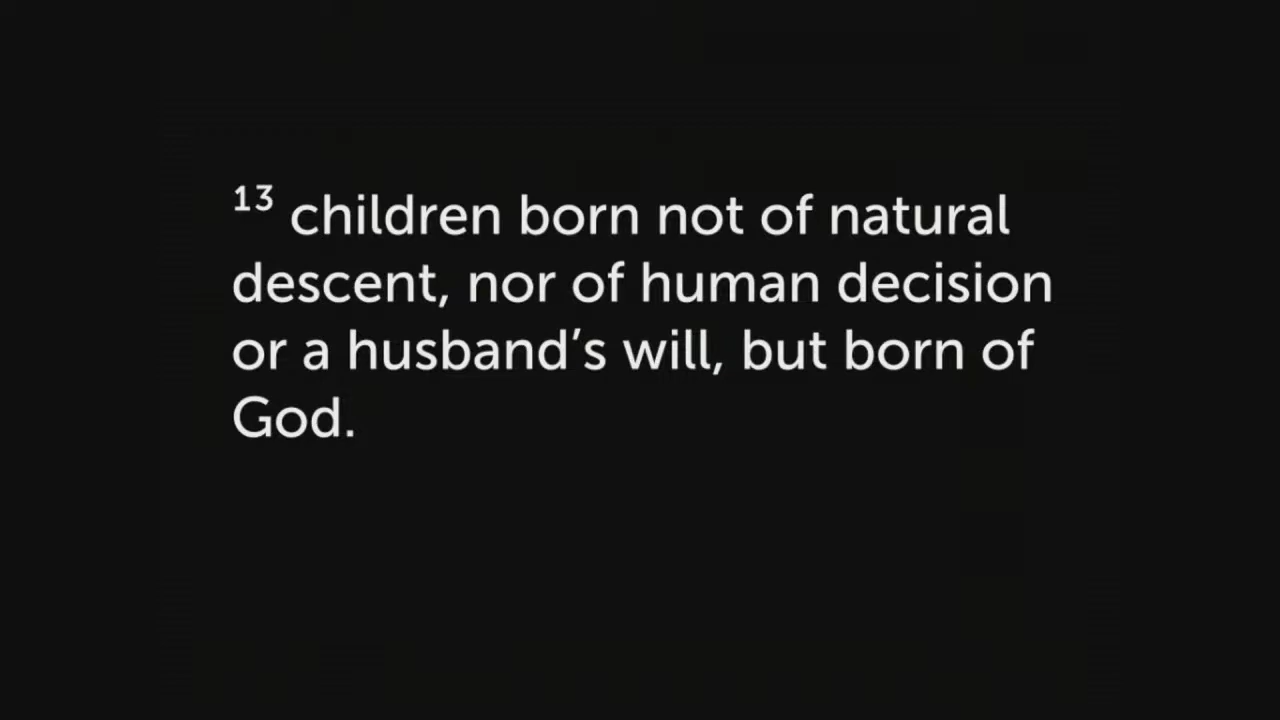 13 children born not of natural
descent, nor of human decision
or a husband’s will, but born of
God.